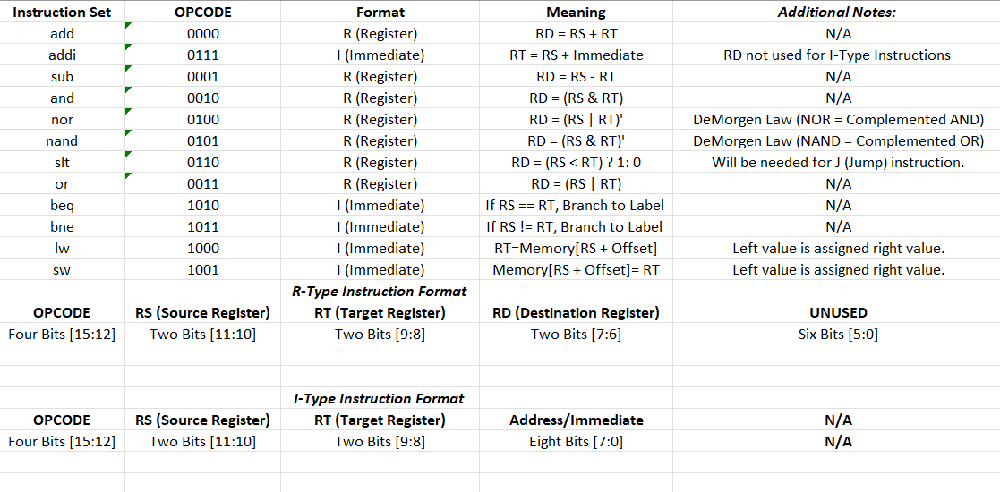 Instruction Set OPCODE Format Meaning Additional Notes:
add 0000 R (Register) RD = RS + RT N/A
addi 0111 I (Immediate) RT = RS + Immediate RD not used for I-Type Instructions
sub 0001 R (Register) RD = RS - RT N/A
and 0010 R (Register) RD = (RS & RT) N/A
nor 0100 R (Register) RD = (RS | RT)' DeMorgen Law (NOR = Complemented AND)
nand 0101 R (Register) RD = (RS & RT)' DeMorgen Law (NAND = Complemented OR)
slt 0110 R (Register) RD = (RS < RT) ? 1: 0 Will be needed for J (Jump) instruction.
or 0011 R (Register) RD = (RS | RT) N/A
beq 1010 I (Immediate) If RS == RT, Branch to Label N/A
bne 1011 I (Immediate) If RS != RT, Branch to Label N/A
lw 1000 I (Immediate) RT=Memory[RS + Offset] Left value is assigned right value.
sw 1001 I (Immediate) Memory[RS + Offset]= RT Left value is assigned right value.
R-Type Instruction Format
OPCODE RS (Source Register) RT (Target Register) RD (Destination Register) UNUSED
Four Bits [15:12] Two Bits [11:10] Two Bits [9:8] Two Bits [7:6] Six Bits [5:0]
I-Type Instruction Format
OPCODE RS (Source Register) RT (Target Register) Address/Immediate N/A
Four Bits [15:12] Two Bits [11:10] Two Bits [9:8] Eight Bits [7:0] N/A